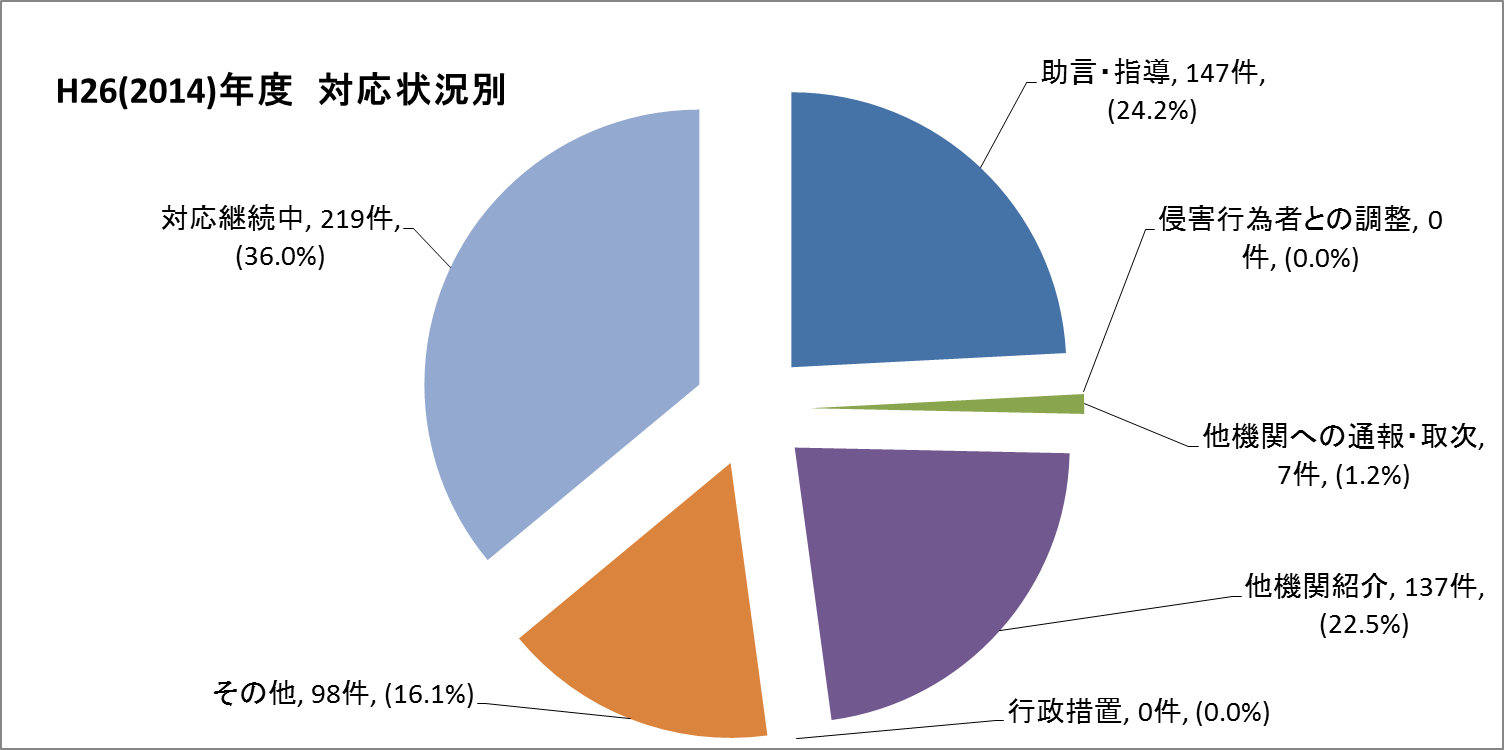 H26(2014)年度　対応状況別
助言・指導, 147件,
(24.2%)
侵害行為者との調整, 0
件, (0.0%)
他機関への通報・取次,
7件, (1.2%)
他機関紹介, 137件,
(22.5%)
行政措置, 0件, (0.0%)
その他, 98件, (16.1%)
対応継続中, 219件,
(36.0%)